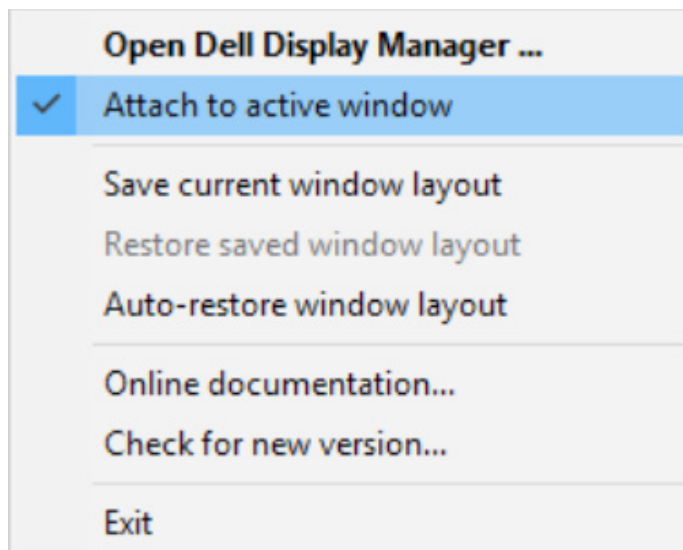 Open Dell Display Manager ...
Attach to active window
Save current window layout
Restore saved window layout
Auto-restore window layout
Online documentation...
Check for new version...
Exit